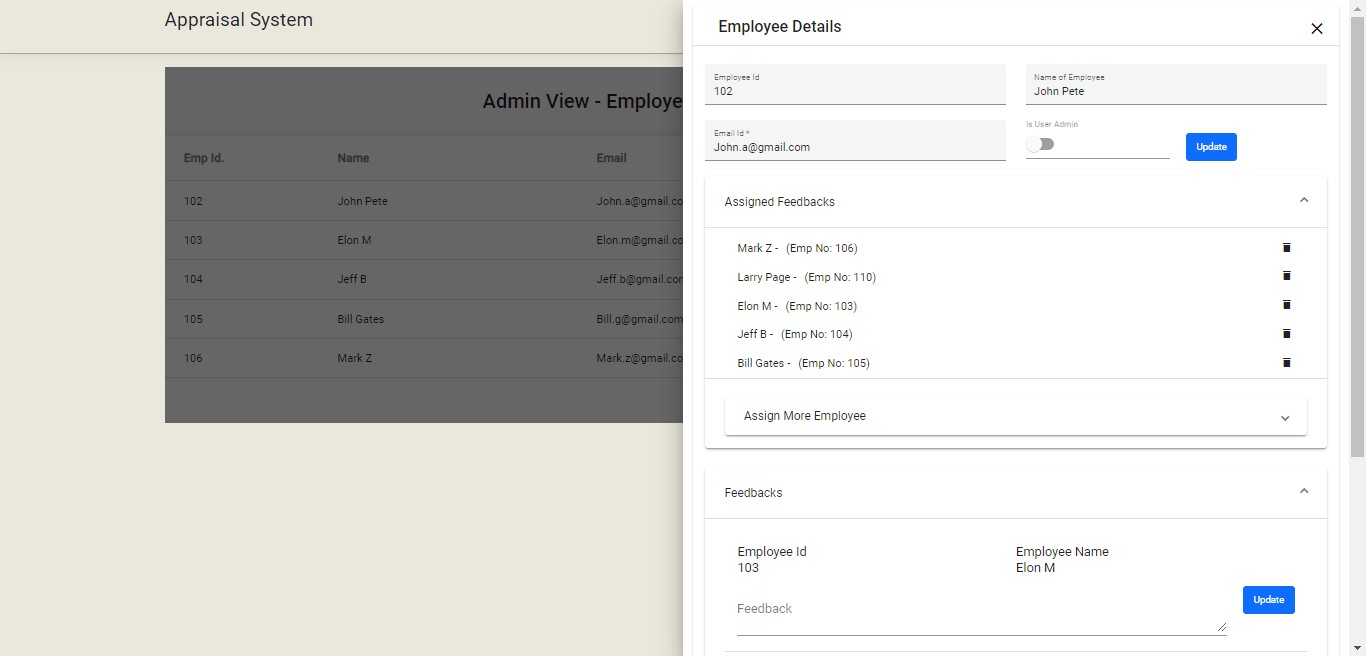 Appraisal System
Admin View - Employe
Emp Id. Name Email
102 John Pete John.a@gmail.co
103 Elon M Elon.m@gmail.co
104 Jeff B Jeff.b@gmail.com
105 Bill Gates Bill.g@gmail.com
106 Mark Z Mark.z@gmail.co
Employee Details
Employee Id
102
Name of Employee
John Pete
Email Id *
John.a@gmail.com
Is User Admin
Update
Assigned Feedbacks
Mark Z - (Emp No: 106)
Larry Page - (Emp No: 110)
Elon M - (Emp No: 103)
Jeff B - (Emp No: 104)
Bill Gates - (Emp No: 105)
Assign More Employee
Feedbacks
Employee Id
103
Employee Name
Elon M
Feedback
Update